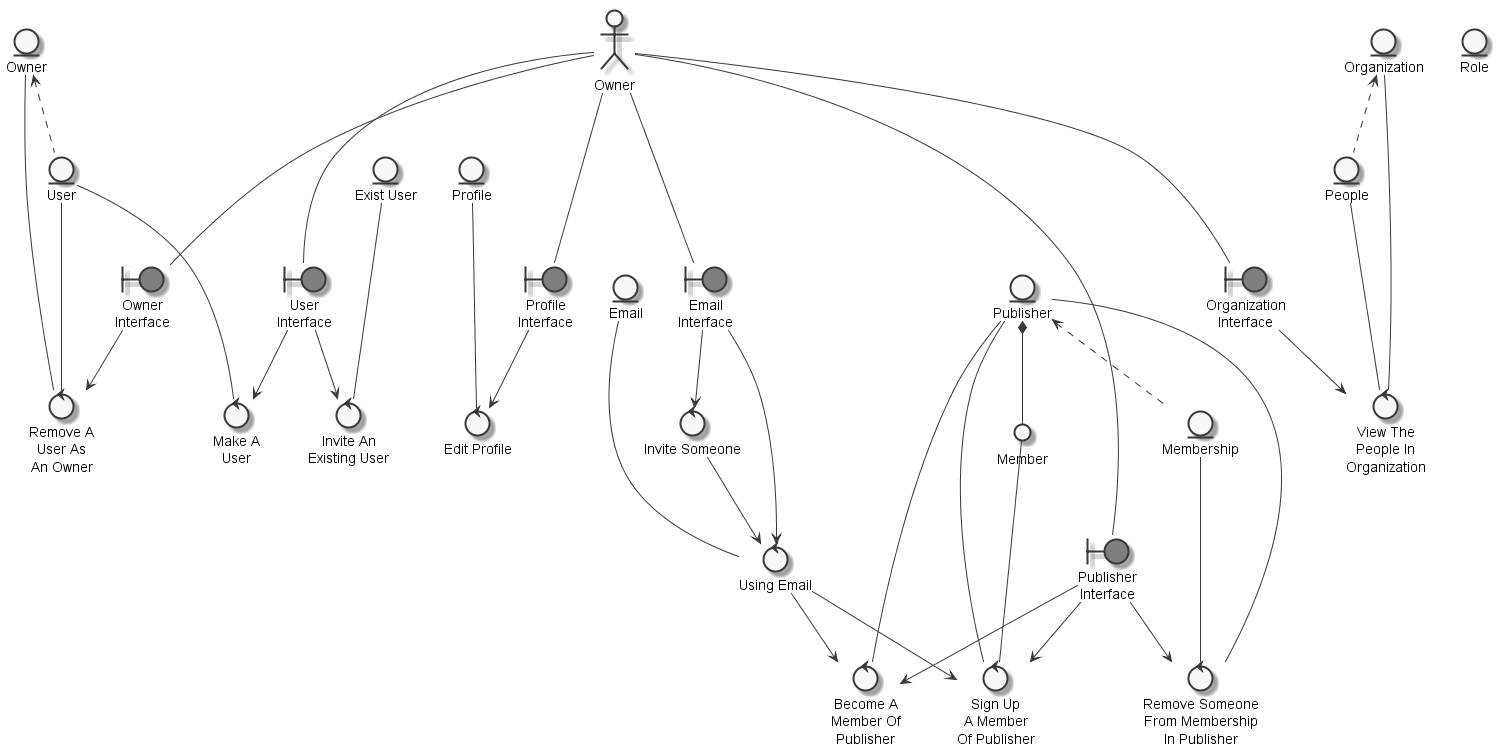 Owner
Owner
Organization
Role
User
Exist User
Profile
People
Owner
Interface
User
Interface
Profile
Interface
Email
Email
Interface
Publisher
Organization
Interface
Remove A
User As
An Owner
Make A
User
Invite An
Existing User
Edit Profile
Invite Someone
Member
Membership
View The
People In
Organization
Using Email
Publisher
Interface
Become A
Member Of
Publisher
Sign Up
A Member
Of Publisher
Remove Someone
From Membership
In Publisher